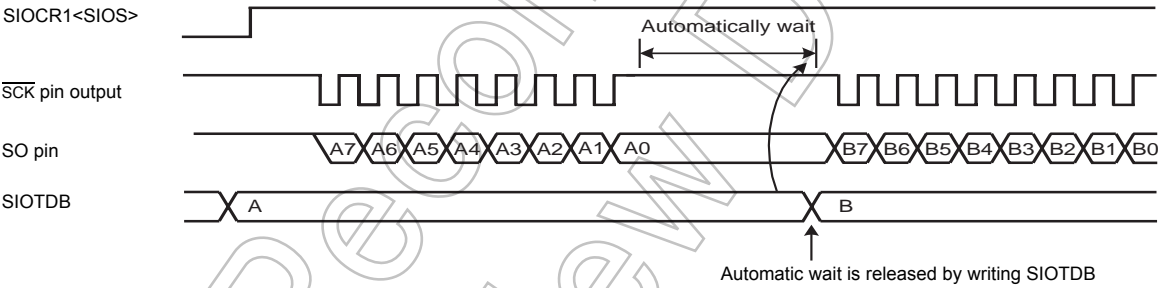 SIOCR1<SIOS>
Automatically wait
SCK pin output
SO pin
A7 A6 A5 A4 A3 A2 A1 A0 B7 B6 B5 B4 B3 B2 B1 B0
SIOTDB
A B
Automatic wait is released by writing SIOTDB